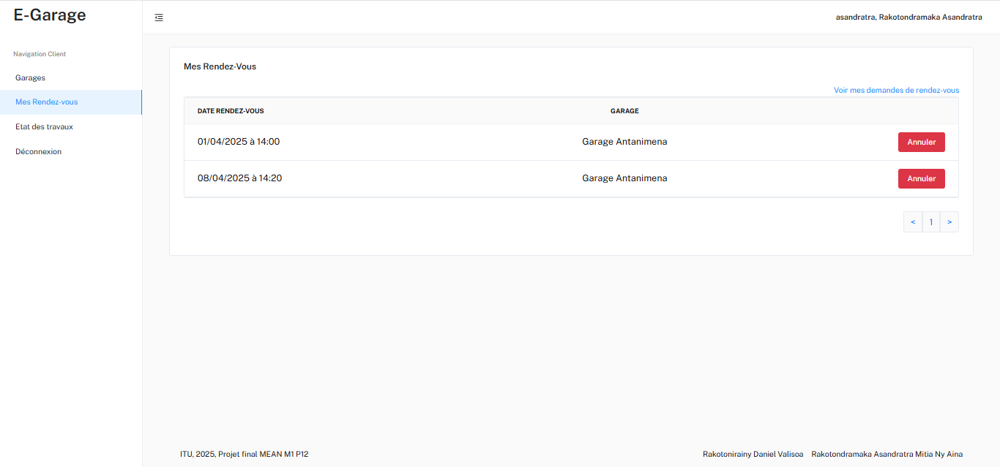 E-Garage
asandratra, Rakotondramaka Asandratra
Navigation Client
Garages
Mes Rendez-vous
Etat des travaux
Déconnexion
Mes Rendez-Vous
Voir mes demandes de rendez-vous
DATE RENDEZ-VOUS GARAGE
01/04/2025 à 14:00 Garage Antanimena Annuler
08/04/2025 à 14:20 Garage Antanimena Annuler
< 1 >
ITU, 2025, Projet final MEAN M1 P12 Rakotonirainy Daniel Valisoa Rakotondramaka Asandratra Mitia Ny Aina